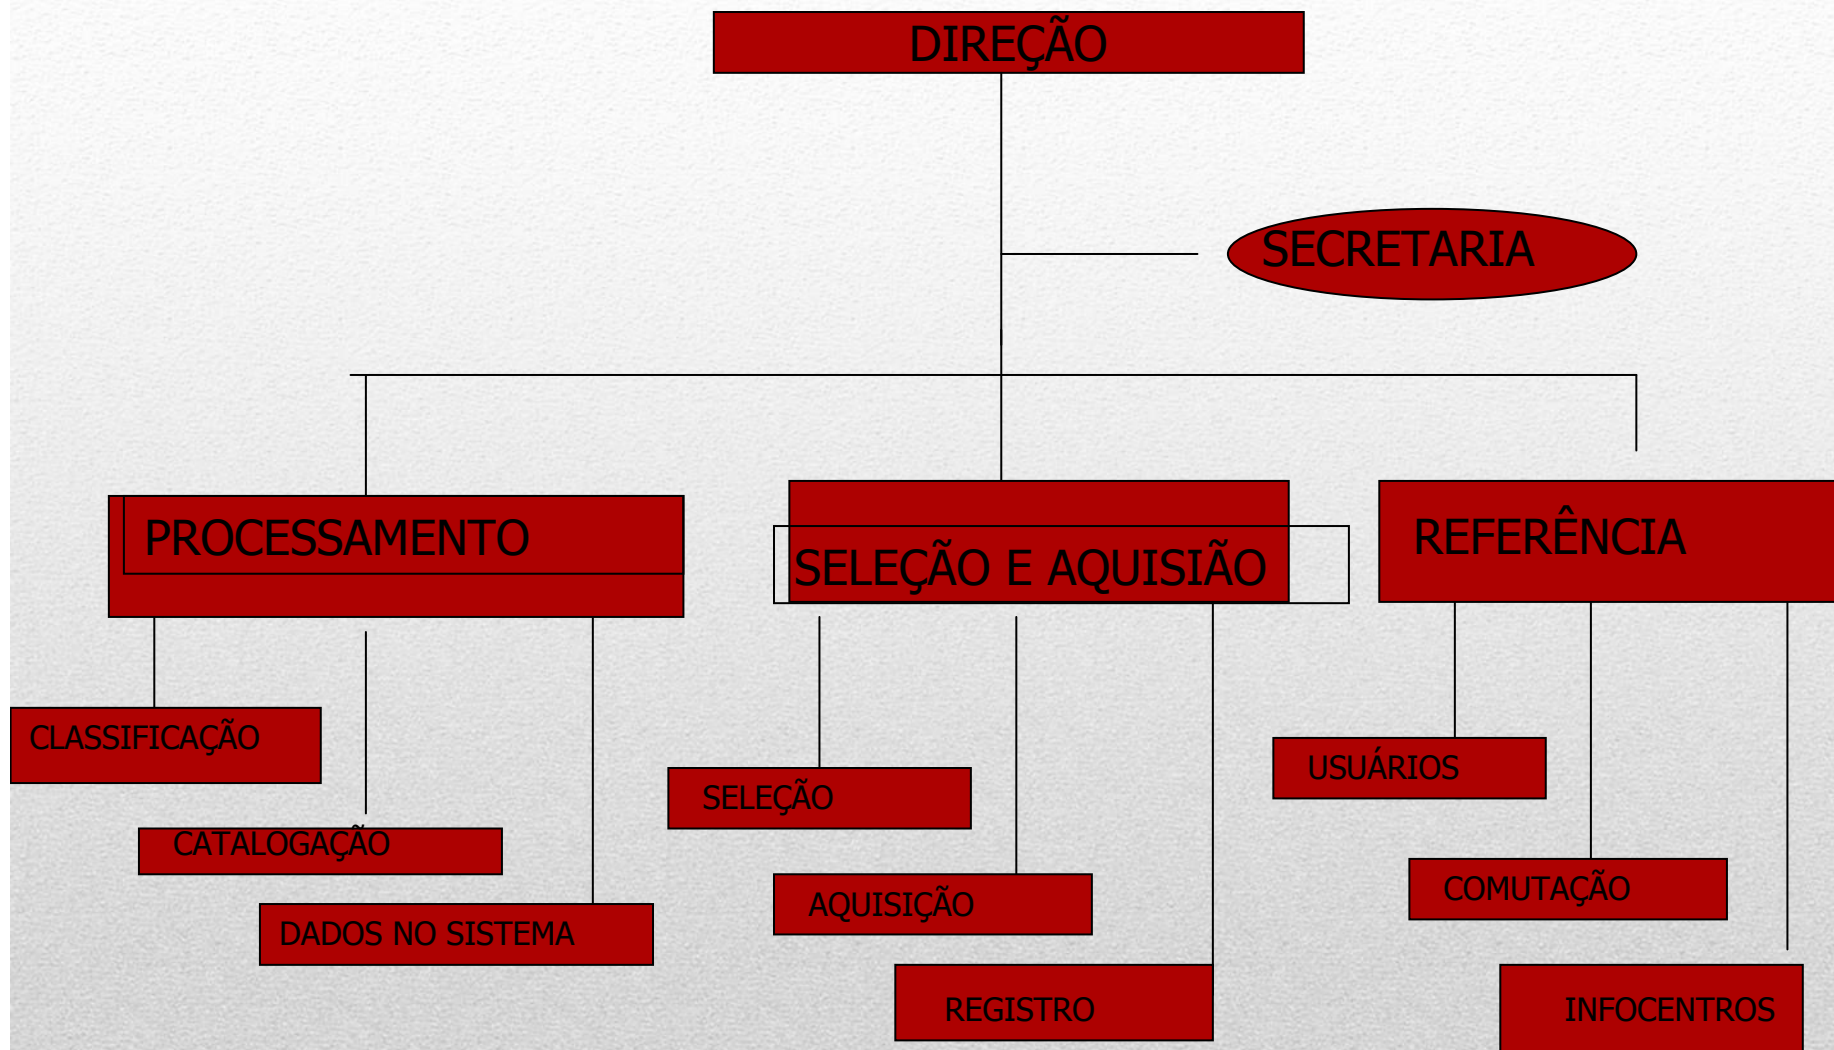 DIREÇÃO
SECRETARIA
PROCESSAMENTO
SELEÇÃO E AQUISIÃO
REFERÊNCIA
CLASSIFICAÇÃO
CATALOGAÇÃO
DADOS NO SISTEMA
SELEÇÃO
AQUISIÇÃO
REGISTRO
USUÁRIOS
COMUTAÇÃO
INFOCENTROS